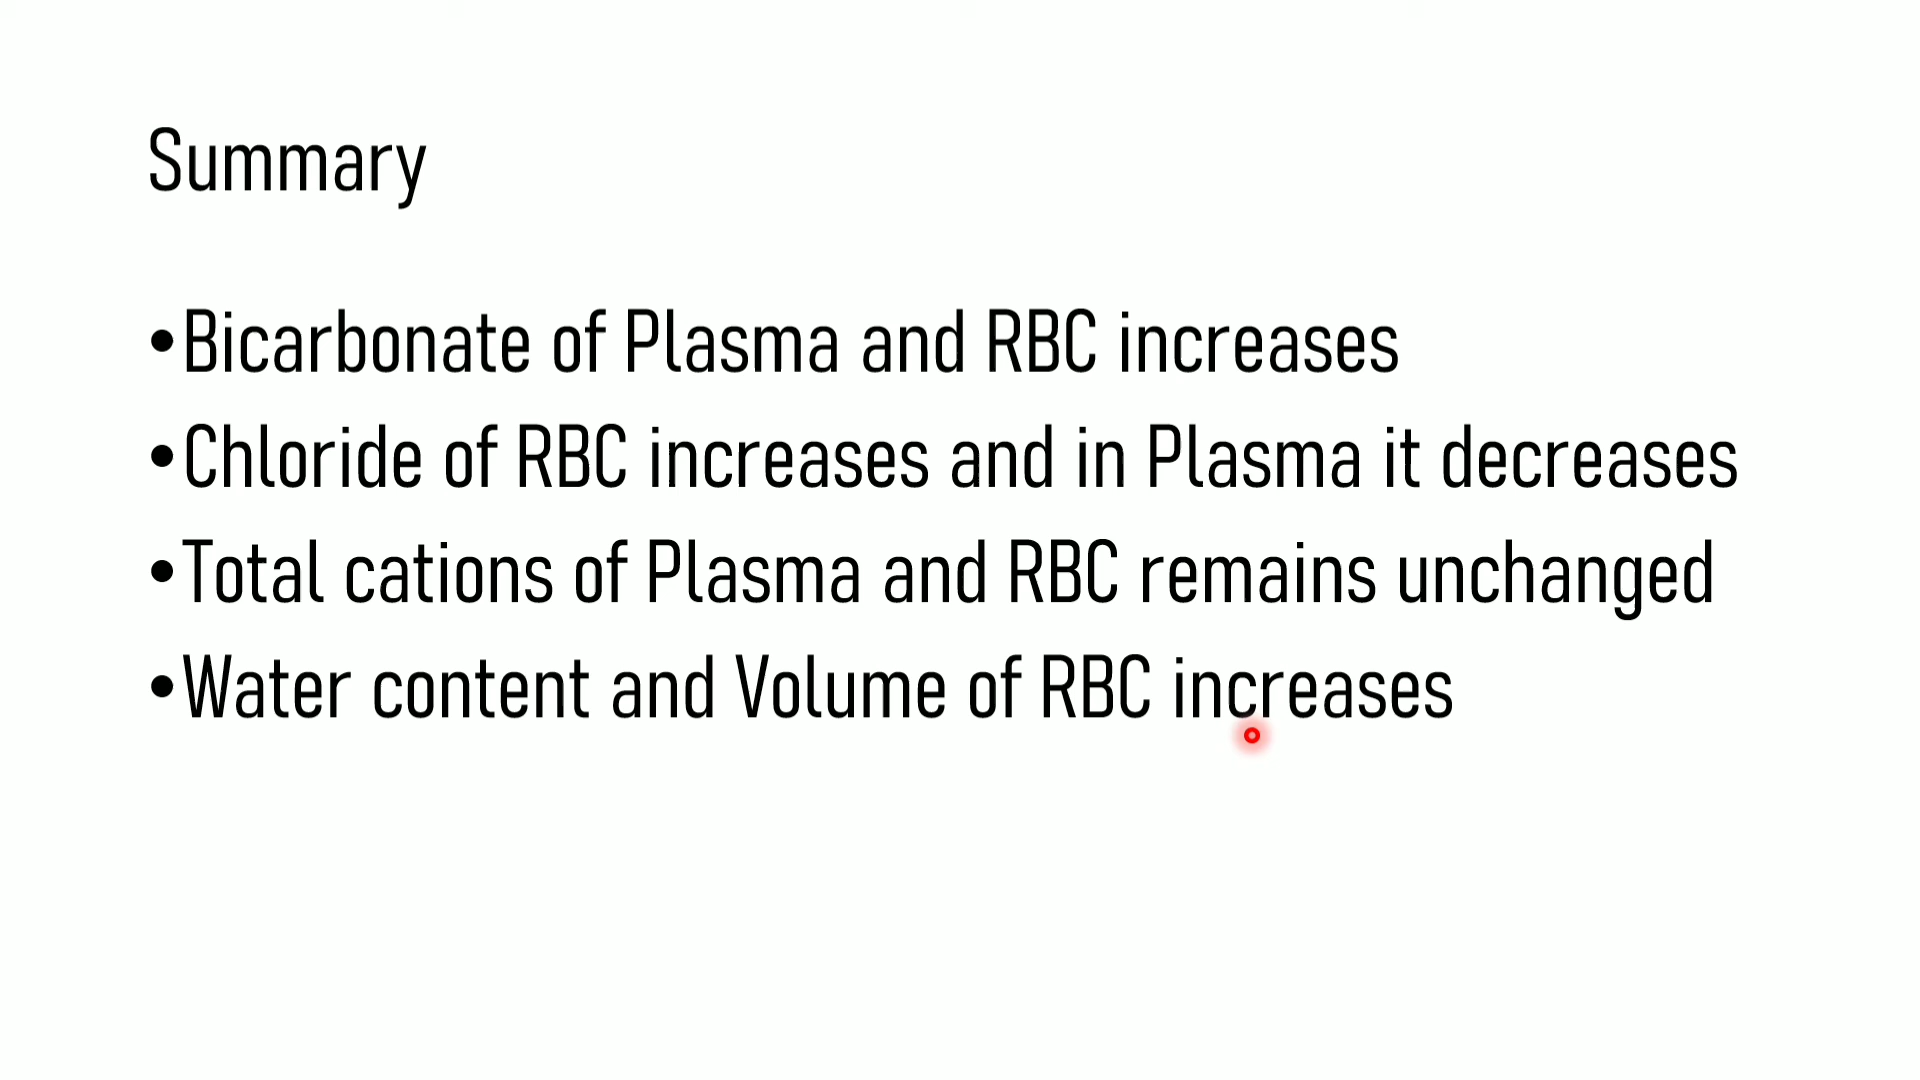 Summary
•Bicarbonate of Plasma and RBC increases
•Chloride of RBC increases and in Plasma it decreases
•Total cations of Plasma and RBC remains unchanged
•Water content and Volume of RBC increases